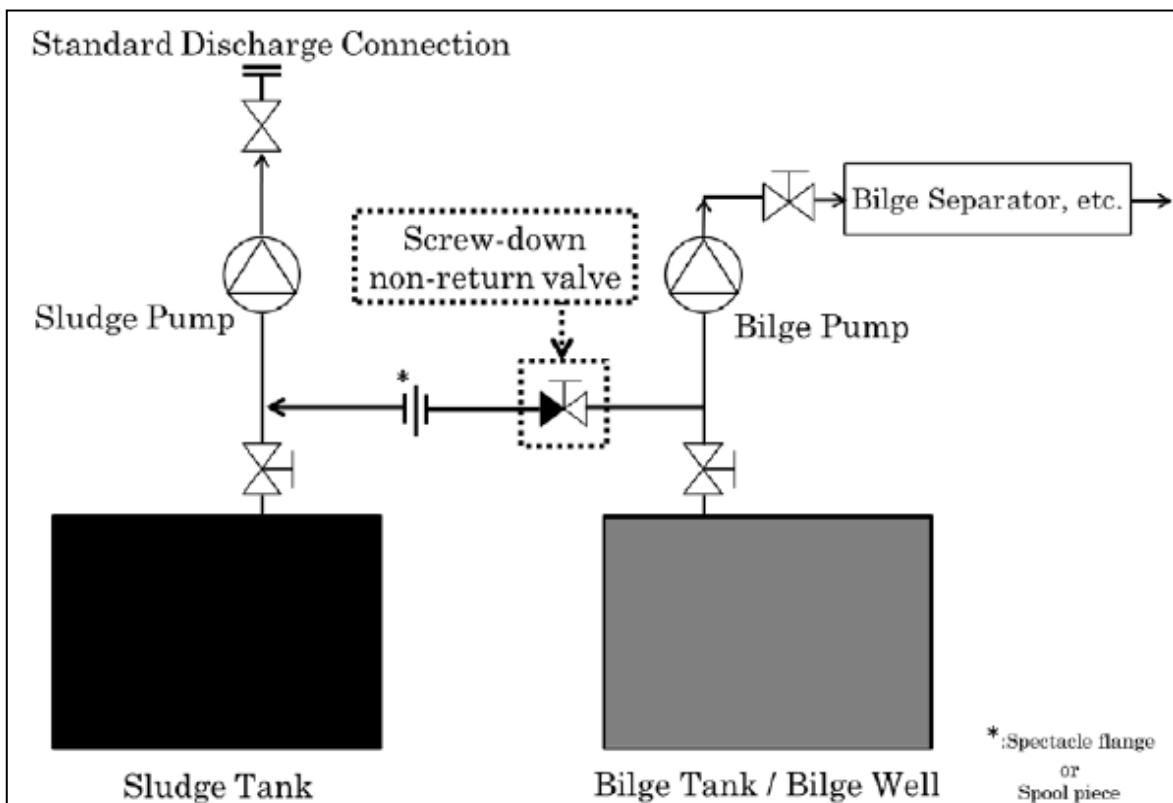 Standard Discharge Connection
Bilge Separator, etc.
Screw-down
non-return valve
Sludge Pump
Bilge Pump
*
Sludge Tank
Bilge Tank / Bilge Well
*:Spectacle flange
or
Spool piece